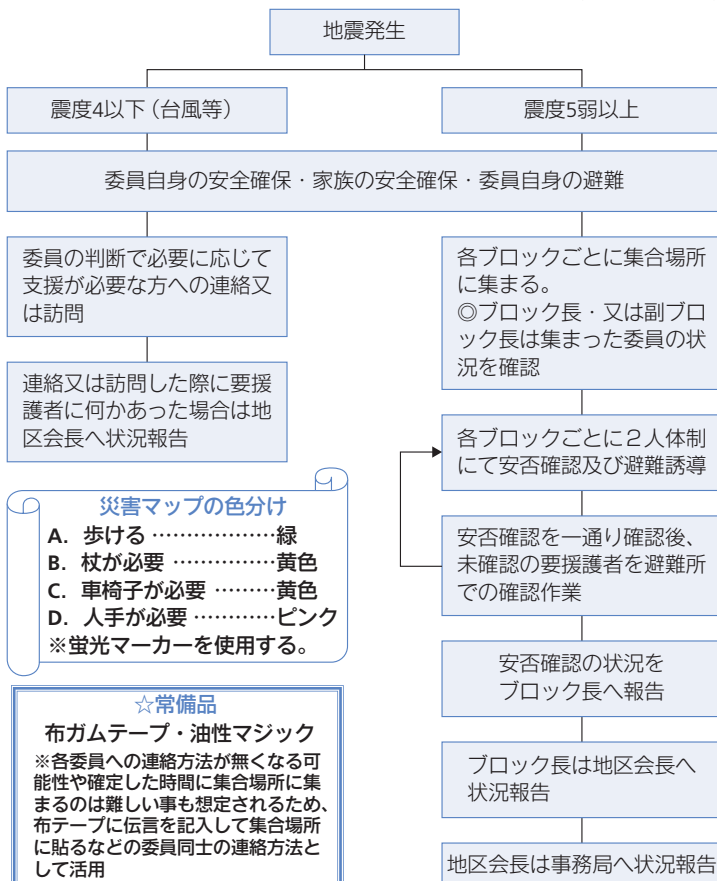 地震発生
震度4以下（台風等）
震度5弱以上
委員自身の安全確保・家族の安全確保・委員自身の避難
委員の判断で必要に応じて
支援が必要な方への連絡又
は訪問
連絡又は訪問した際に要援
護者に何かあった場合は地
区会長へ状況報告
各ブロックごとに集合場所
に集まる。
◎ブロック長・又は副ブロ
ック長は集まった委員の状
況を確認
各ブロックごとに２人体制
にて安否確認及び避難誘導
安否確認を一通り確認後、
未確認の要援護者を避難所
での確認作業
安否確認の状況を
ブロック長へ報告
ブロック長は地区会長へ
状況報告
地区会長は事務局へ状況報告
災害マップの色分け
A. 歩ける ………………緑
B. 杖が必要 ……………黄色
C. 車椅子が必要 ………黄色
D. 人手が必要 …………ピンク
※蛍光マーカーを使用する。
☆常備品
布ガムテープ・油性マジック
※各委員への連絡方法が無くなる可
能性や確定した時間に集合場所に集
まるのは難しい事も想定されるため、
布テープに伝言を記入して集合場所
に貼るなどの委員同士の連絡方法と
して活用